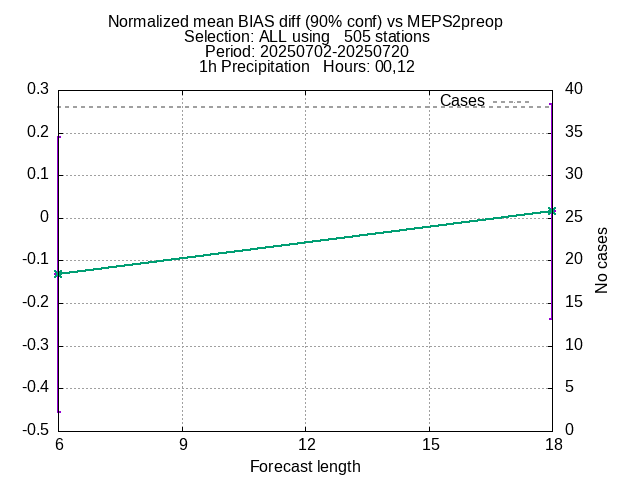 Normalized mean BIAS diff (90% conf) vs MEPS2preop
Selection: ALL using   505 stations
Period: 20250702-20250720
1h Precipitation   Hours: 00,12
0.3
0.2
0.1
0
-0.1
-0.2
-0.3
-0.4
-0.5
40
35
30
25
20
15
10
5
0
Cases
No cases
6 9 12 15 18
Forecast length